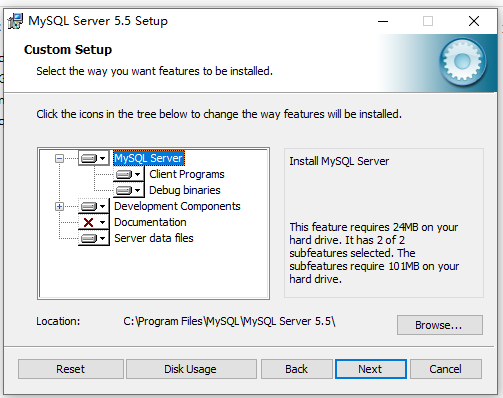 MySQL Server 5.5 Setup
Custom Setup
Select the way you want features to be installed.
Click the icons in the tree below to change the way features will be installed.
MySQL Server
Client Programs
Debug binaries
Development Components
Documentation
Server data files
Install MySQL Server
This feature requires 24MB on your
hard drive. It has 2 of 2
subfeatures selected. The
subfeatures require 101MB on your
hard drive.
Location: C:\Program Files\MySQL\MySQL Server 5.5\
Browse...
Reset Disk Usage Back Next Cancel